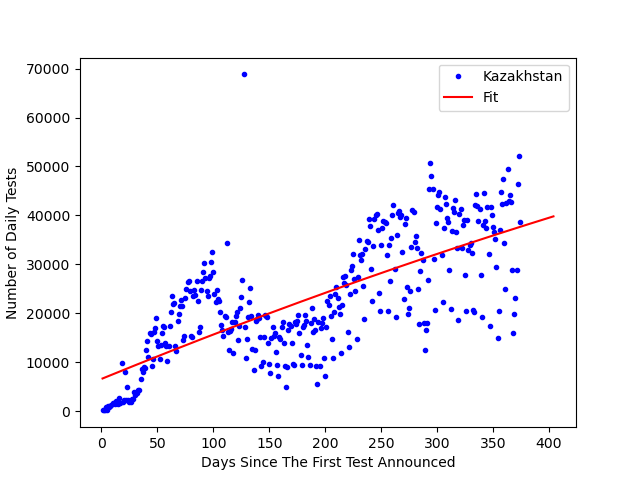 Kazakhstan
Fit
70000
60000
50000
40000
30000
20000
10000
0
Number of Daily Tests
0 50 100 150 200 250 300 350 400
Days Since The First Test Announced